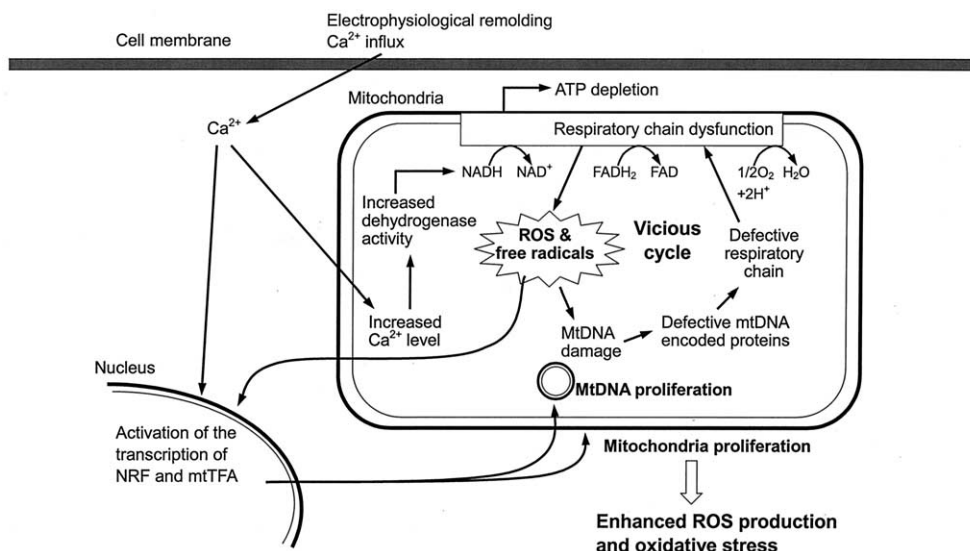 Electrophysiological remolding
Cell membrane
Ca²⁺ influx
Mitochondria
ATP depletion
Respiratory chain dysfunction
Ca²⁺
NADH
NAD⁺
FADH₂
FAD
1/2O₂
H₂O
+2H⁺
Increased
dehydrogenase
activity
ROS &
free radicals
Vicious
cycle
Defective
respiratory
chain
Increased
Ca²⁺ level
MtDNA
damage
Defective mtDNA
encoded proteins
Nucleus
MtDNA proliferation
Activation of the
transcription of
NRF and mtTFA
Mitochondria proliferation
Enhanced ROS production
and oxidative stress